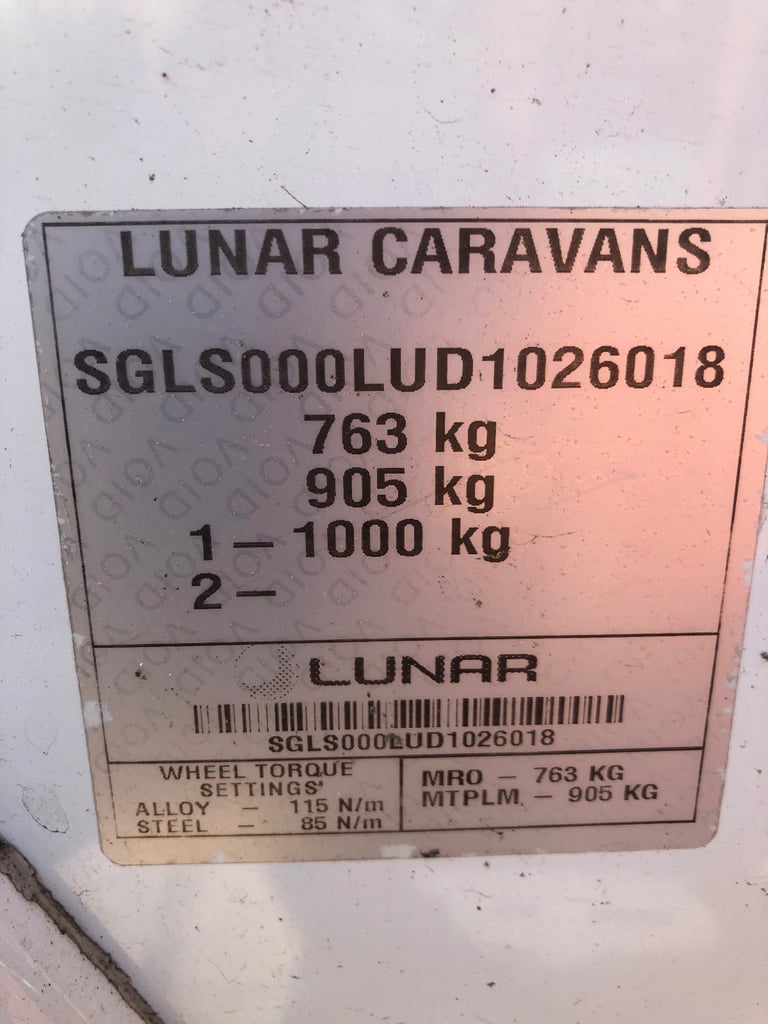 LUNAR CARAVANS
SGLS000LUD1026018
763 kg
905 kg
1 – 1000 kg
2 –
LUNAR
SGLS000LUD1026018
WHEEL TORQUE
SETTINGS
ALLOY – 115 N/m
STEEL – 85 N/m
MRO – 763 KG
MTPLM – 905 KG